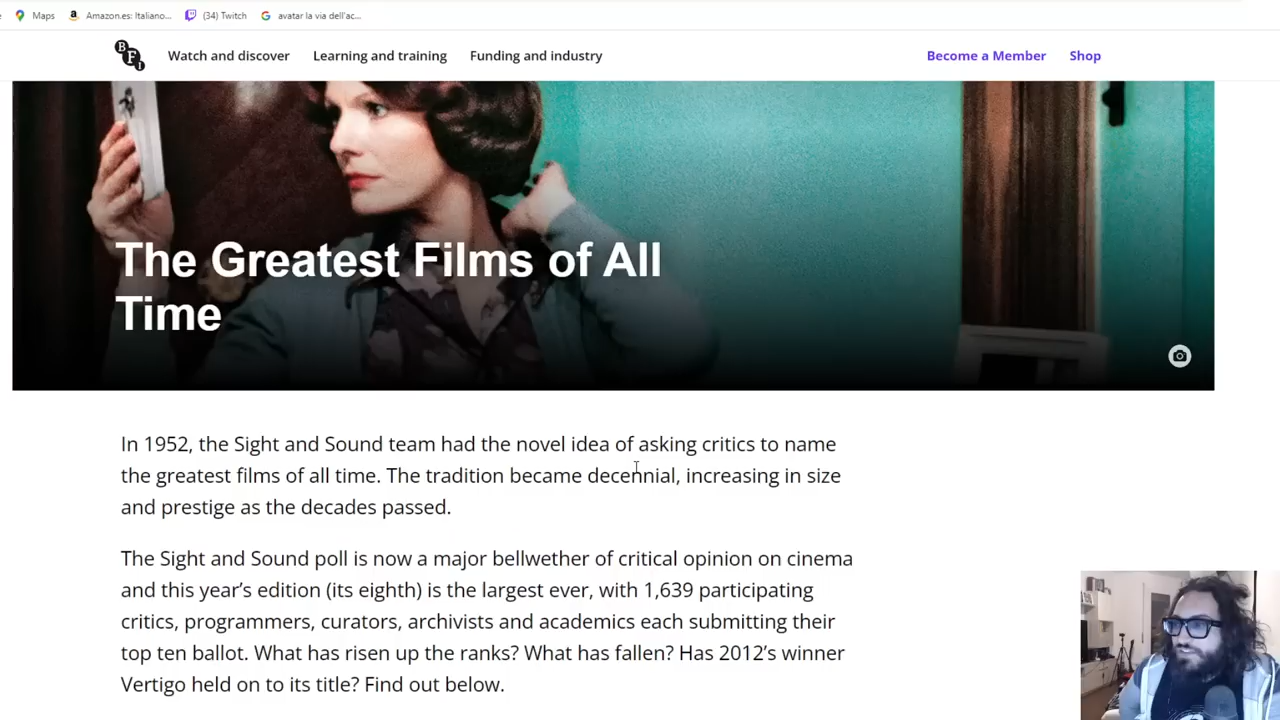 Maps
Amazon.es: Italiano...
(34) Twitch
avatar la via dell'ac...
BFI
Watch and discover
Learning and training
Funding and industry
Become a Member
Shop
The Greatest Films of All
Time
In 1952, the Sight and Sound team had the novel idea of asking critics to name
the greatest films of all time. The tradition became decennial, increasing in size
and prestige as the decades passed.
The Sight and Sound poll is now a major bellwether of critical opinion on cinema
and this year’s edition (its eighth) is the largest ever, with 1,639 participating
critics, programmers, curators, archivists and academics each submitting their
top ten ballot. What has risen up the ranks? What has fallen? Has 2012’s winner
Vertigo held on to its title? Find out below.